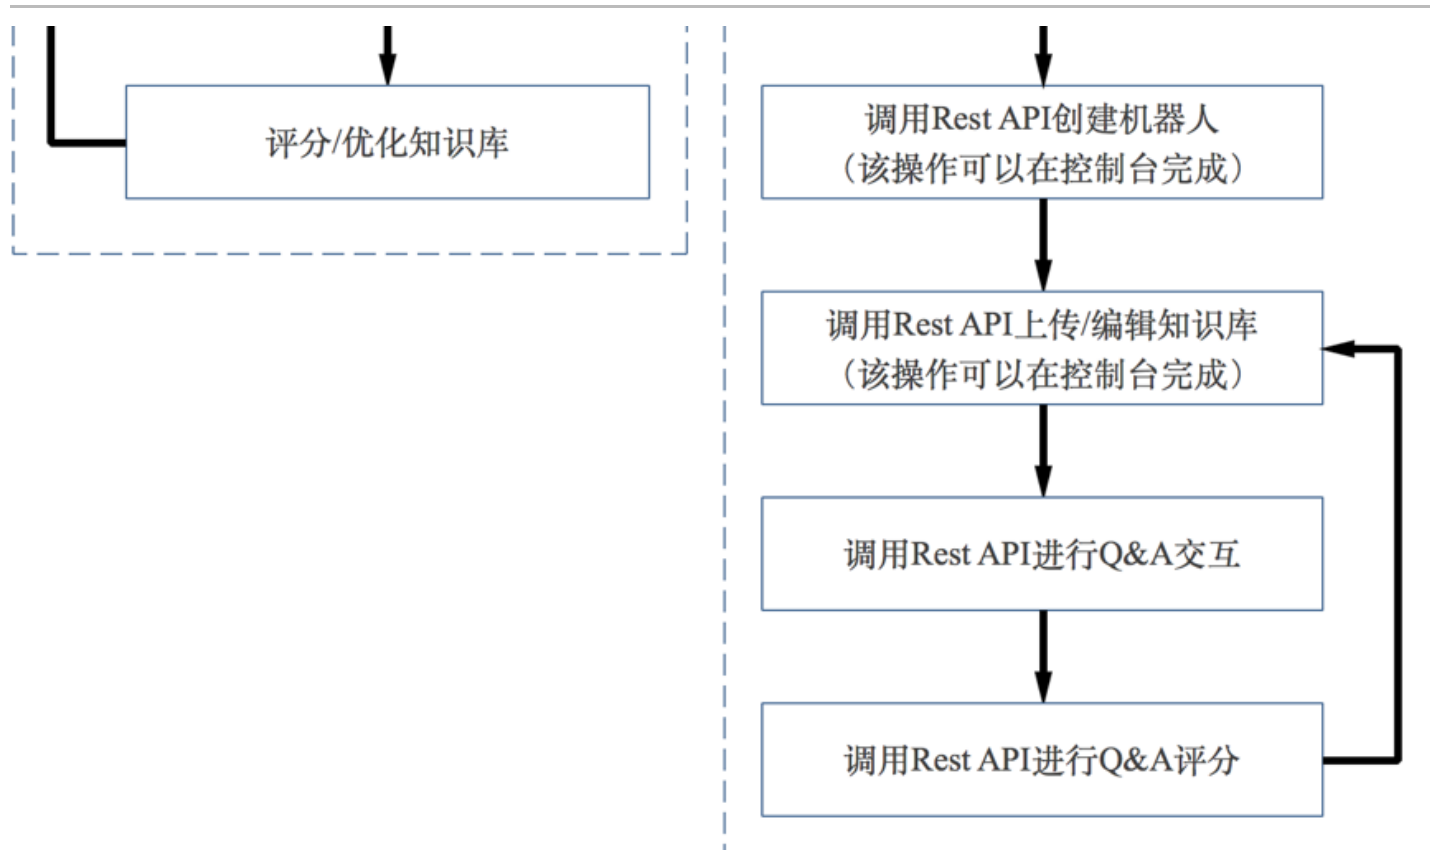 评分/优化知识库
调用Rest API创建机器人
（该操作可以在控制台完成）
调用Rest API上传/编辑知识库
（该操作可以在控制台完成）
调用Rest API进行Q&A交互
调用Rest API进行Q&A评分